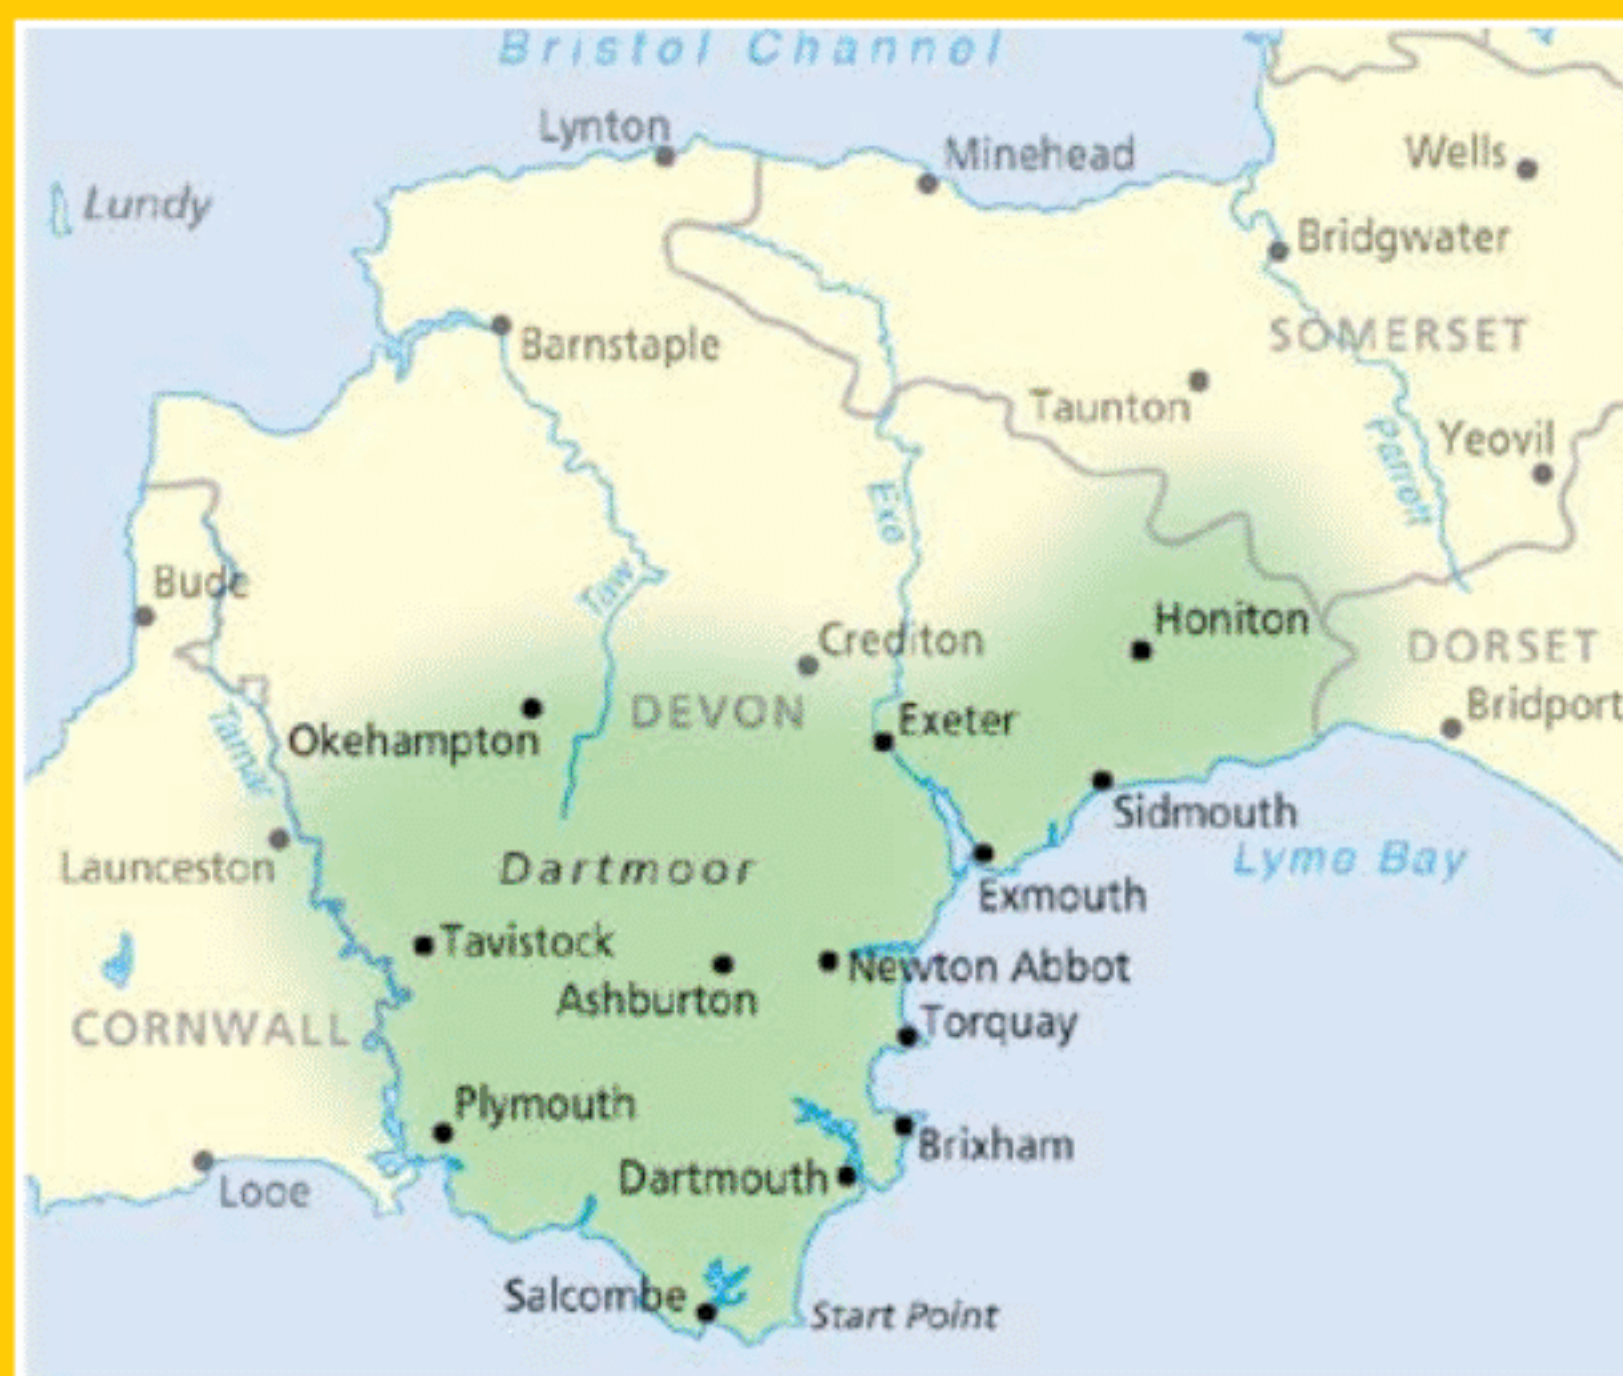 Bristol Channel
Lynton
Minehead
Wells
Lundy
Bridgwater
Barnstaple
SOMERSET
Taunton
Yeovil
Parrott
Exe
Bude
Taw
Crediton
Honiton
DORSET
Okehampton
DEVON
Exeter
Bridport
Tamar
Sidmouth
Launceston
Dartmoor
Lyme Bay
Exmouth
Tavistock
Ashburton
Newton Abbot
CORNWALL
Torquay
Plymouth
Brixham
Dartmouth
Looe
Salcombe
Start Point